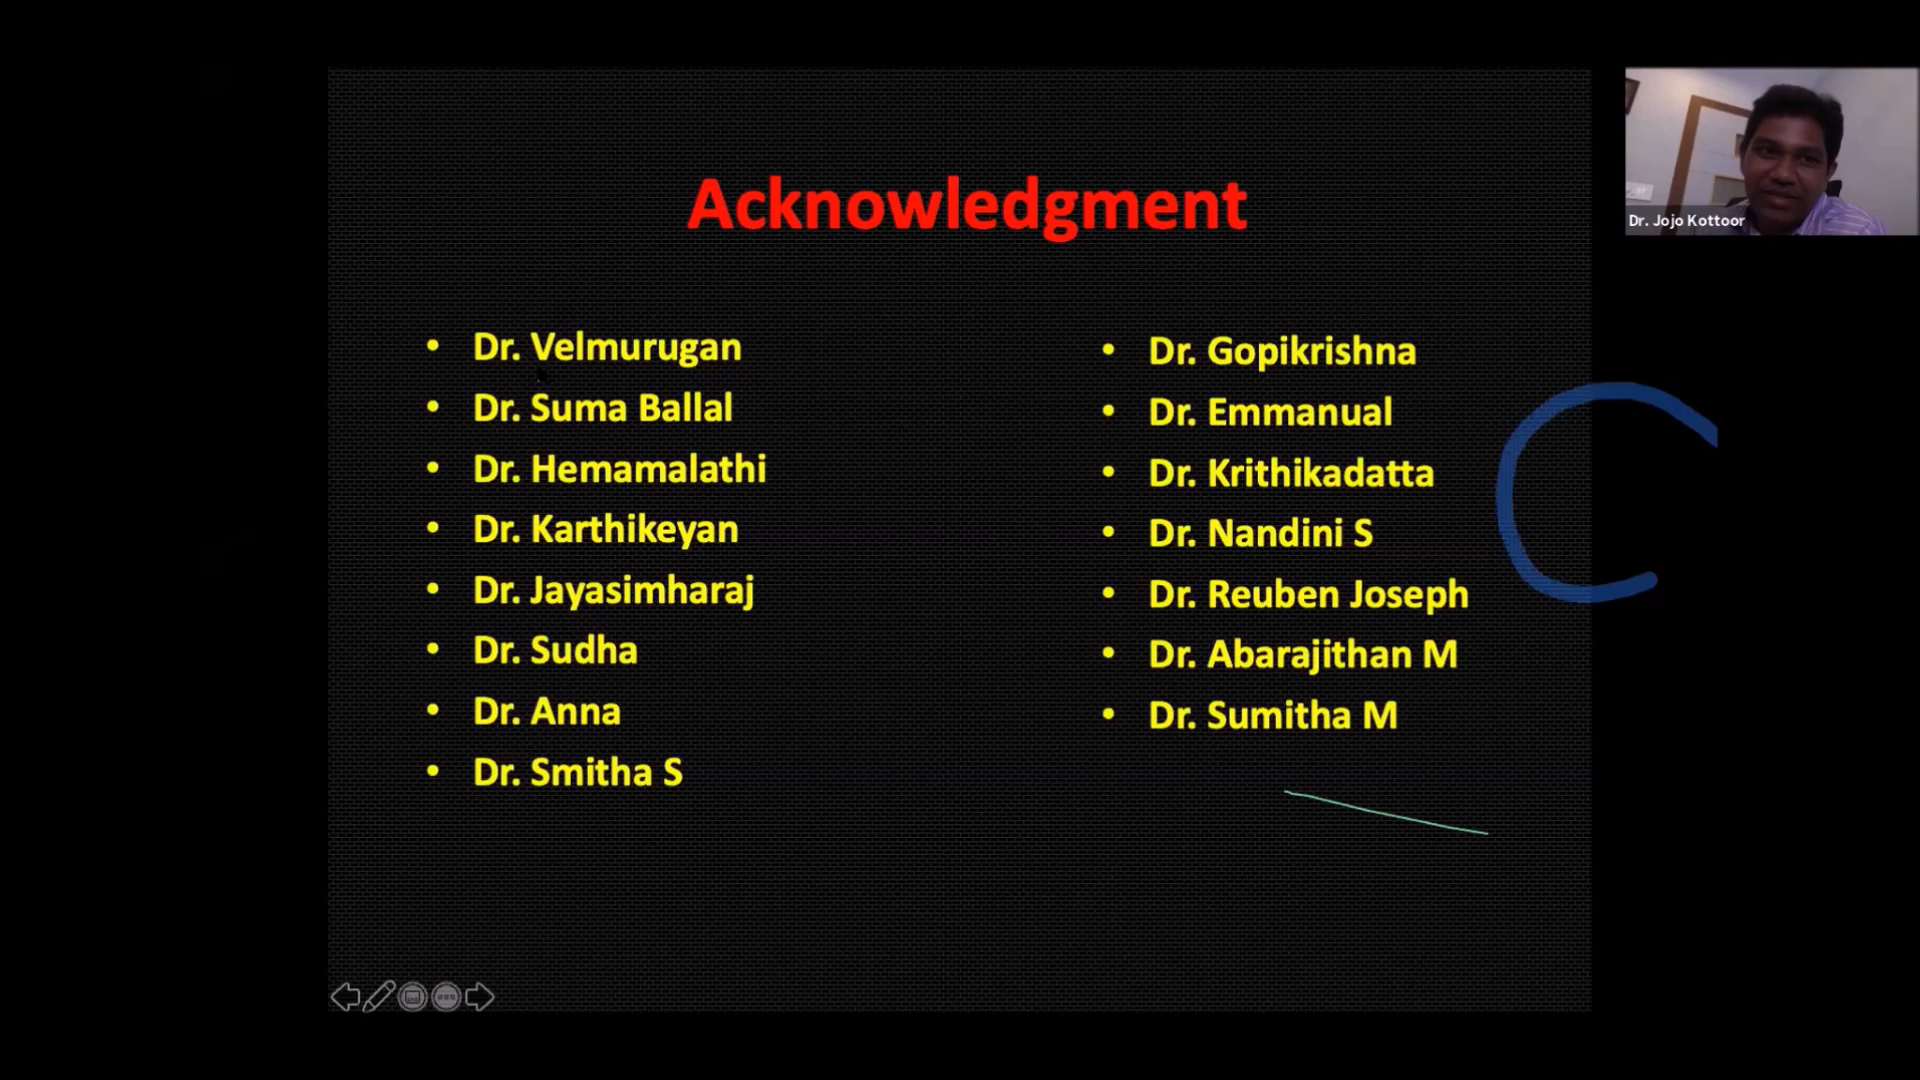 Acknowledgment
• Dr. Velmurugan
• Dr. Suma Ballal
• Dr. Hemamalathi
• Dr. Karthikeyan
• Dr. Jayasimharaj
• Dr. Sudha
• Dr. Anna
• Dr. Smitha S
• Dr. Gopikrishna
• Dr. Emmanual
• Dr. Krithikadatta
• Dr. Nandini S
• Dr. Reuben Joseph
• Dr. Abarajithan M
• Dr. Sumitha M
Dr. Jojo Kottoor